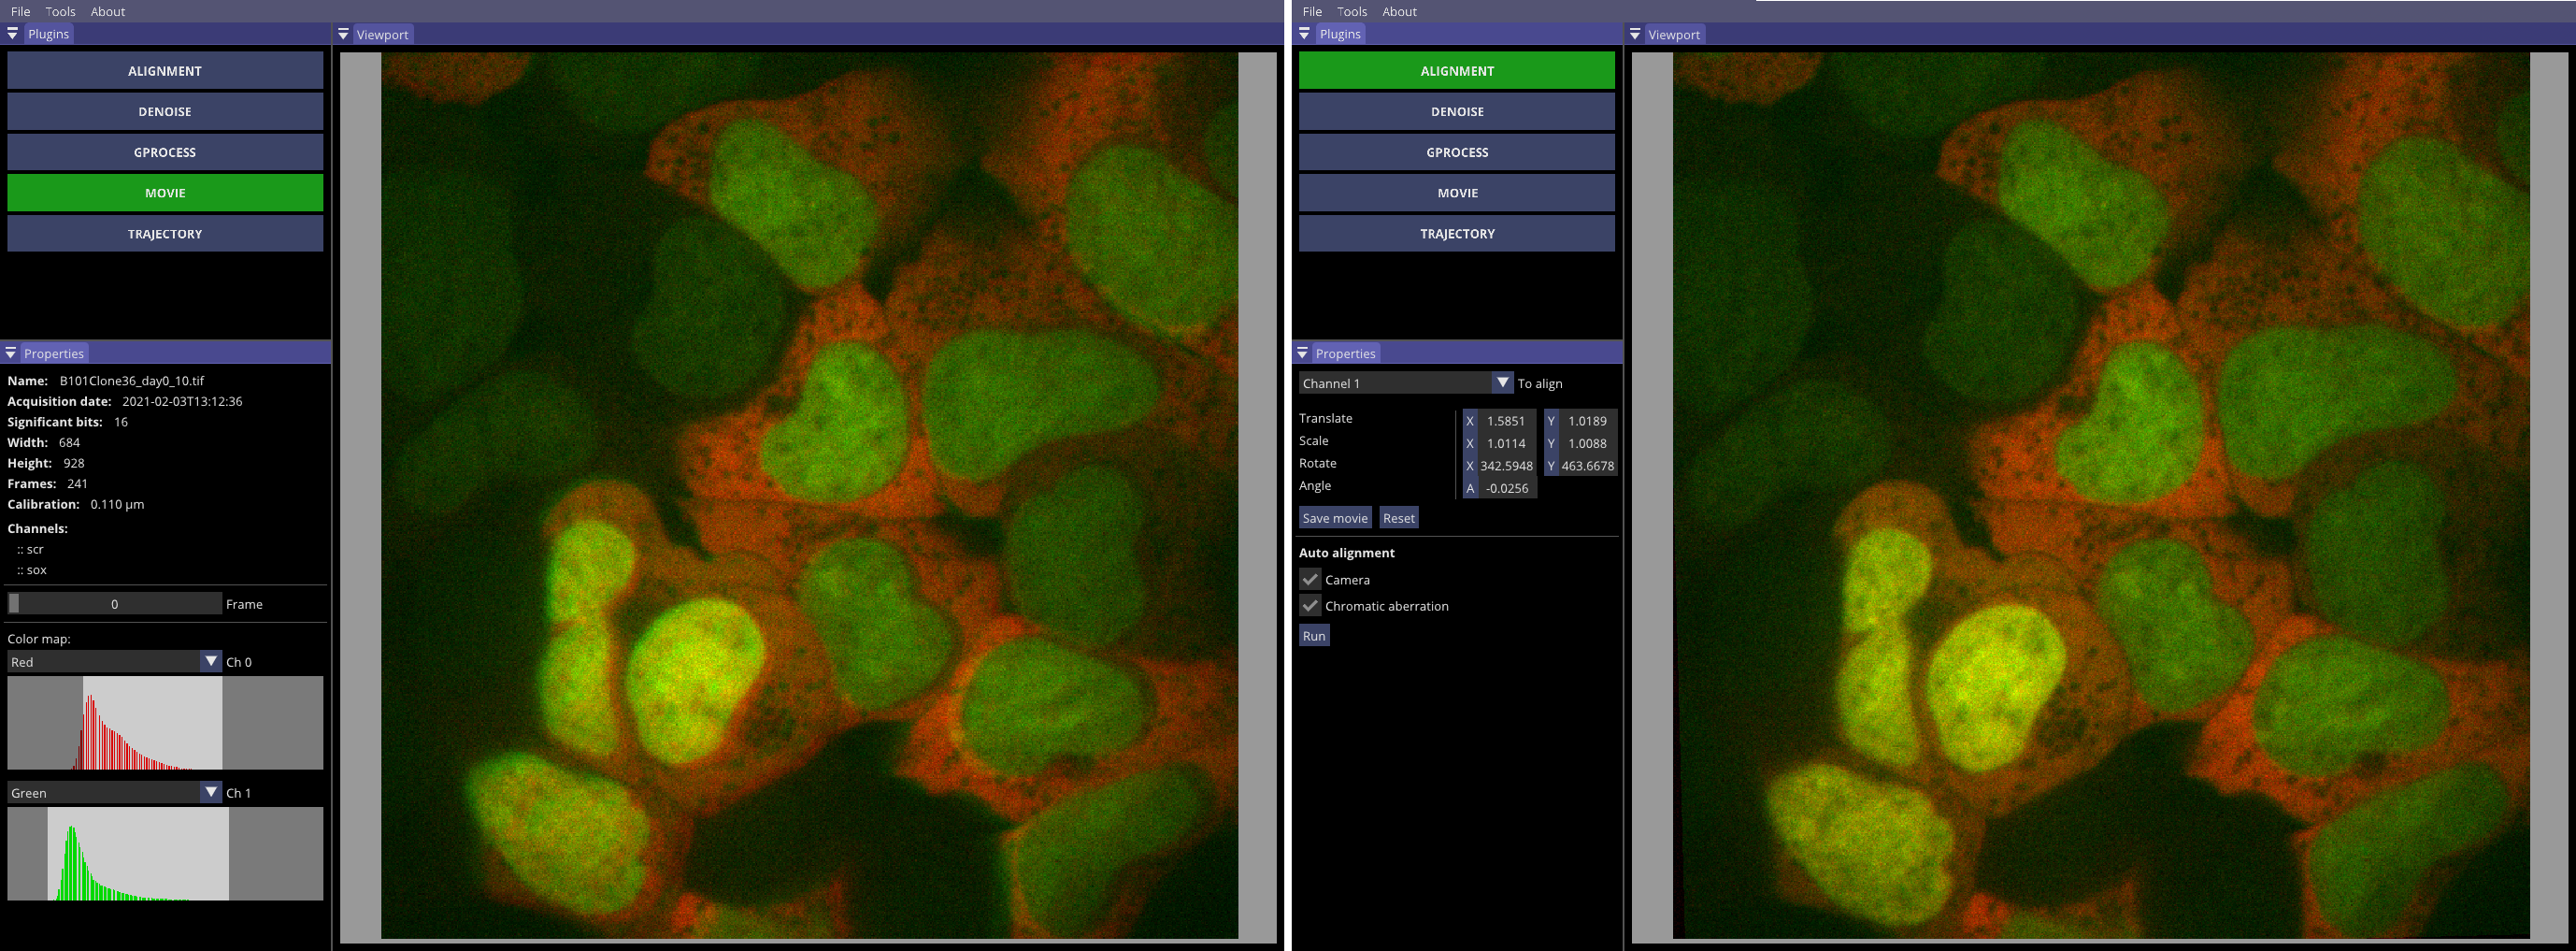 File Tools About
Plugins
ALIGNMENT
DENOISE
GPROCESS
MOVIE
TRAJECTORY
Properties
Name: B101Clone36_day0_10.tif
Acquisition date: 2021-02-03T13:12:36
Significant bits: 16
Width: 684
Height: 928
Frames: 241
Calibration: 0.110 µm
Channels:
:: scr
:: sox
0 Frame
Color map:
Red Ch 0
Green Ch 1
Viewport
File Tools About
Plugins
ALIGNMENT
DENOISE
GPROCESS
MOVIE
TRAJECTORY
Properties
Channel 1 To align
Translate X 1.5851 Y 1.0189
Scale X 1.0114 Y 1.0088
Rotate X 342.5948 Y 463.6678
Angle A -0.0256
Save movie Reset
Auto alignment
Camera
Chromatic aberration
Run
Viewport